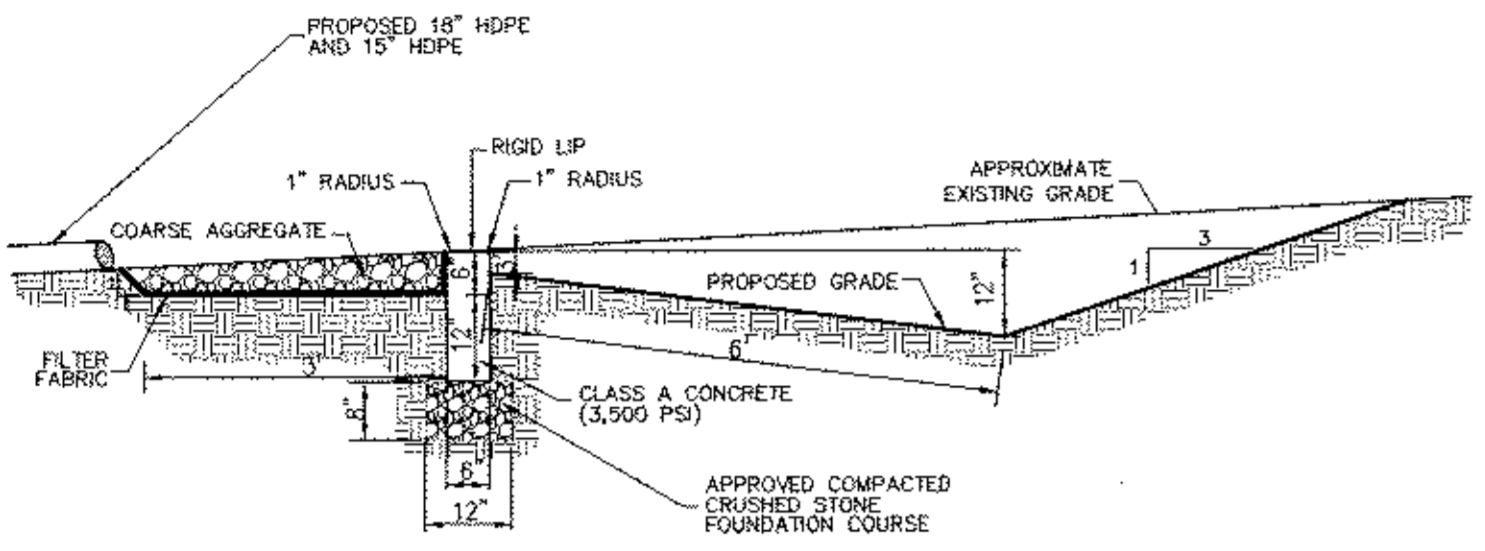 PROPOSED 18" HDPE
AND 15" HDPE
RIGID LIP
1" RADIUS
1" RADIUS
APPROXIMATE
EXISTING GRADE
COARSE AGGREGATE
3
1
6
3
12"
PROPOSED GRADE
12
6'
FILTER
FABRIC
3'
CLASS A CONCRETE
(3,500 PSI)
8"
6"
12"
APPROVED COMPACTED
CRUSHED STONE
FOUNDATION COURSE